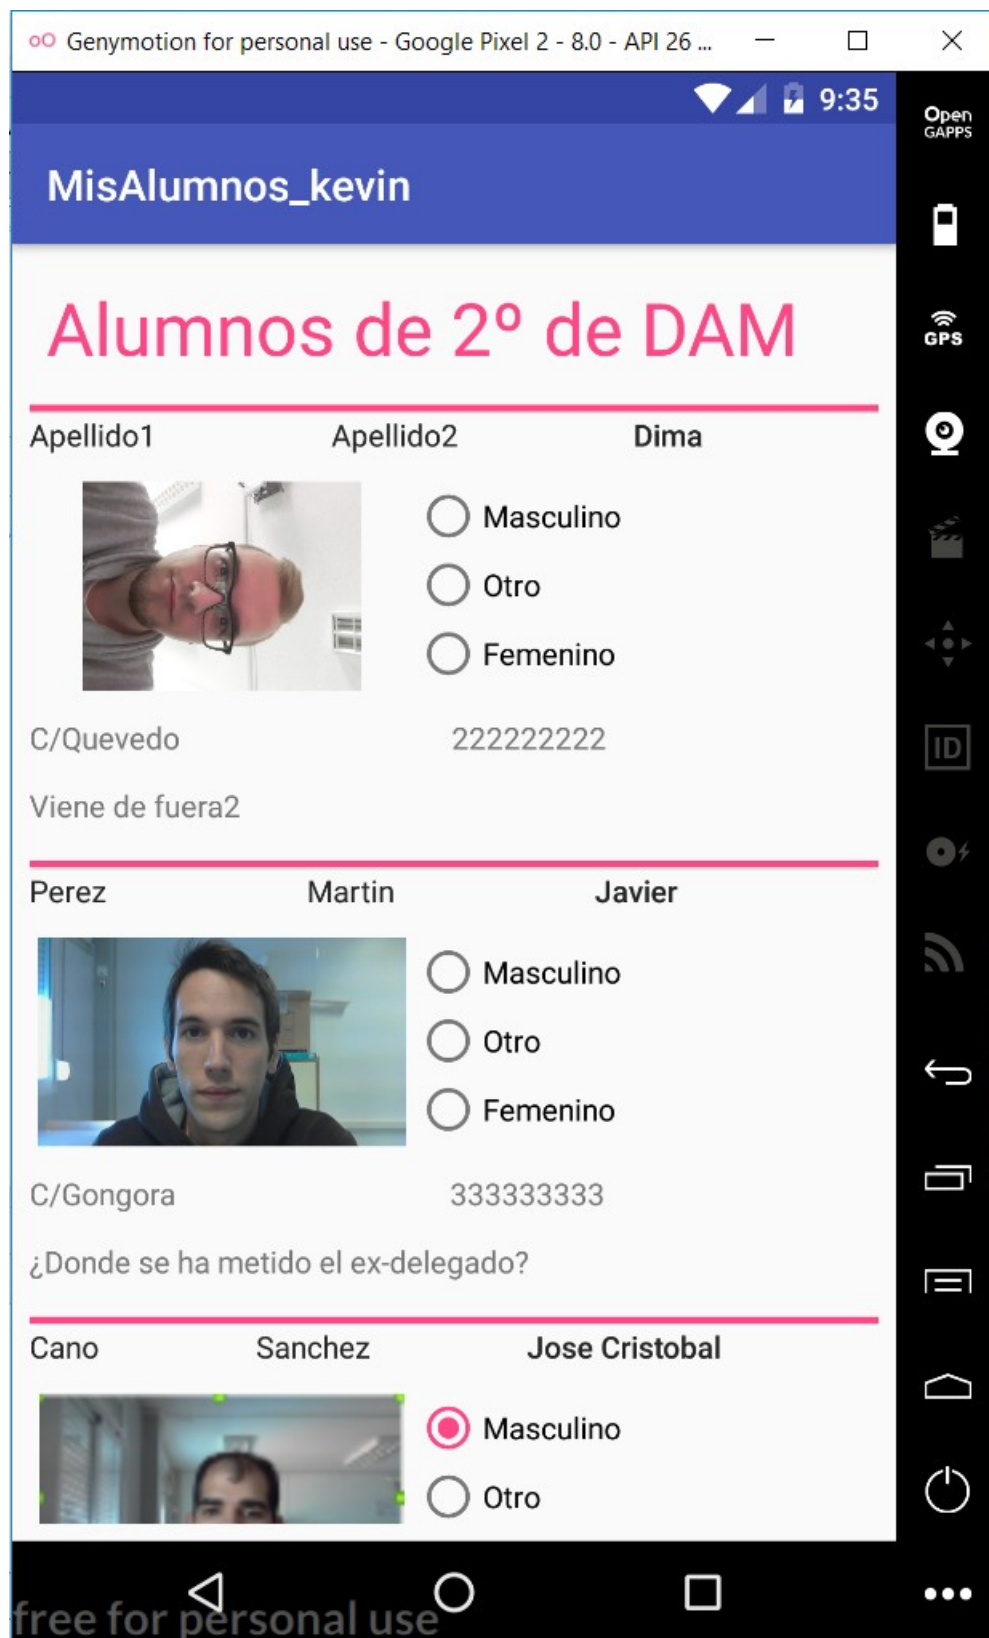 Genymotion for personal use - Google Pixel 2 - 8.0 - API 26 ...
9:35
Open
GAPPS
MisAlumnos_kevin
GPS
Alumnos de 2º de DAM
Apellido1 Apellido2 Dima
Masculino
Otro
Femenino
ID
C/Quevedo 222222222
Viene de fuera2
Perez Martin Javier
Masculino
Otro
Femenino
C/Gongora 333333333
¿Donde se ha metido el ex-delegado?
Cano Sanchez Jose Cristobal
Masculino
Otro
free for personal use